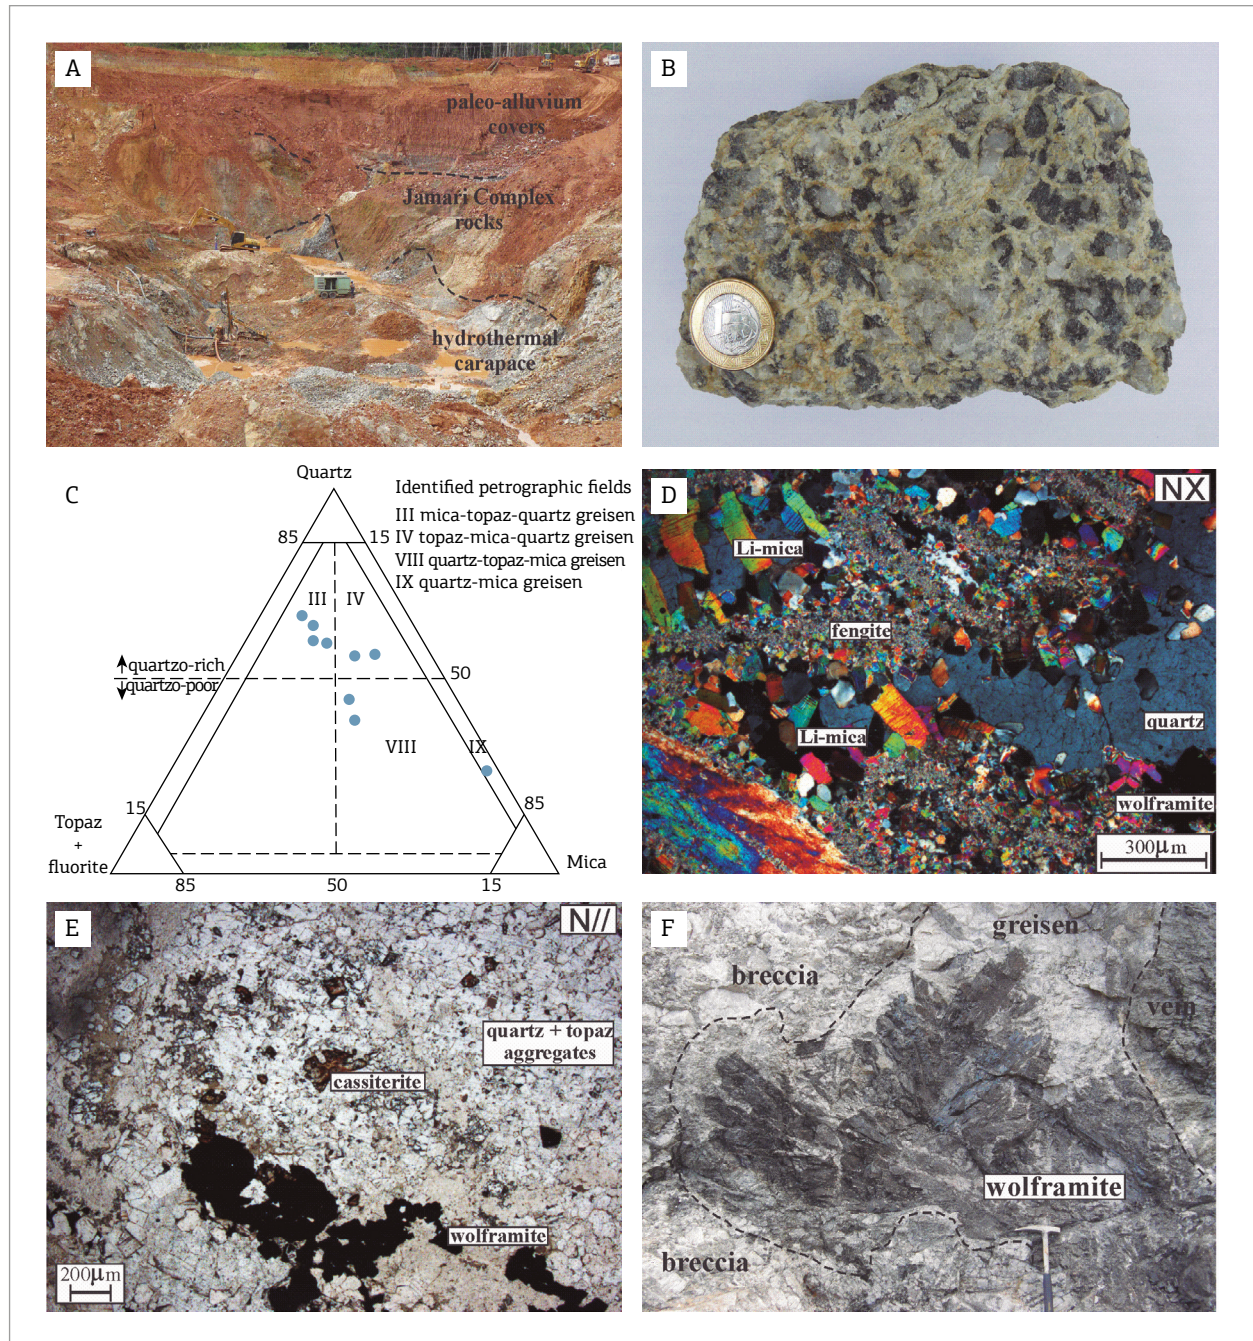 A
paleo-alluvium
covers
Jamari Complex
rocks
hydrothermal
carapace
B
C
Quartz
Identified petrographic fields
III mica-topaz-quartz greisen
IV topaz-mica-quartz greisen
VIII quartz-topaz-mica greisen
IX quartz-mica greisen
85
15
III
IV
quartzo-rich
quartzo-poor
50
VIII
IX
15
85
Topaz
+
fluorite
Mica
85
50
15
D
NX
Li-mica
fengite
quartz
Li-mica
wolframite
300µm
E
N//
quartz + topaz
aggregates
cassiterite
wolframite
200µm
F
greisen
breccia
vein
wolframite
breccia